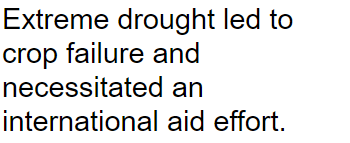 Extreme drought led to
crop failure and
necessitated an
international aid effort.